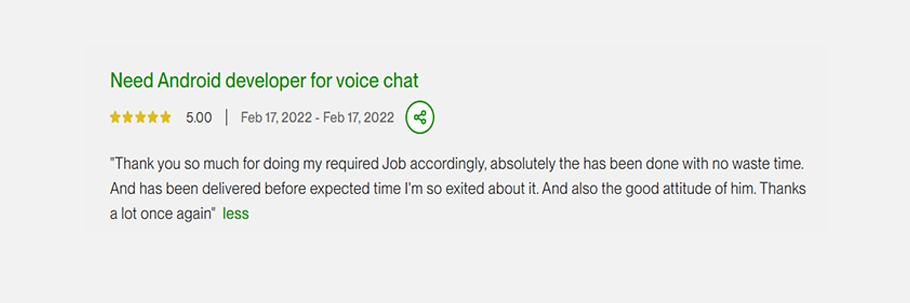 Need Android developer for voice chat
5.00 | Feb 17, 2022 - Feb 17, 2022
"Thank you so much for doing my required Job accordingly, absolutely the has been done with no waste time.
And has been delivered before expected time I'm so exited about it. And also the good attitude of him. Thanks
a lot once again" less